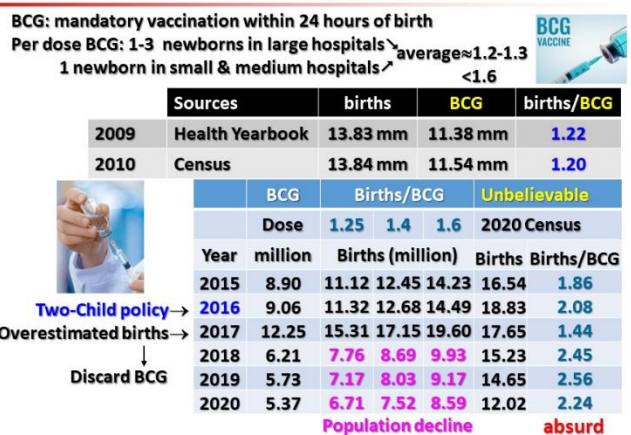 BCG: mandatory vaccination within 24 hours of birth
Per dose BCG: 1-3 newborns in large hospitals↘
1 newborn in small & medium hospitals↗
average≈1.2-1.3
<1.6
BCG
VACCINE
Sources births BCG births/BCG
2009 Health Yearbook 13.83 mm 11.38 mm 1.22
2010 Census 13.84 mm 11.54 mm 1.20
BCG Births/BCG Unbelievable
Dose 1.25 1.4 1.6 2020 Census
Year million Births (million) Births Births/BCG
2015 8.90 11.12 12.45 14.23 16.54 1.86
Two-Child policy→ 2016 9.06 11.32 12.68 14.49 18.83 2.08
Overestimated births→ 2017 12.25 15.31 17.15 19.60 17.65 1.44
2018 6.21 7.76 8.69 9.93 15.23 2.45
Discard BCG
2019 5.73 7.17 8.03 9.17 14.65 2.56
2020 5.37 6.71 7.52 8.59 12.02 2.24
Population decline absurd